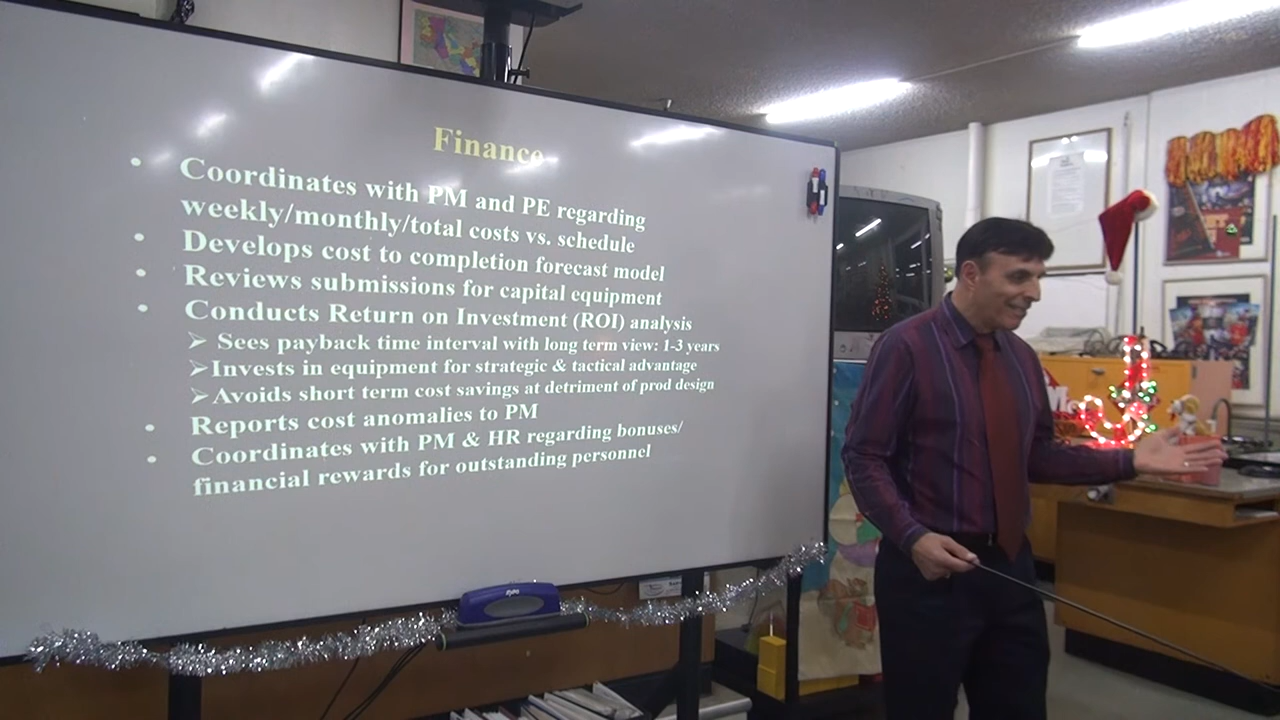 Finance
• Coordinates with PM and PE regarding
weekly/monthly/total costs vs. schedule
• Develops cost to completion forecast model
• Reviews submissions for capital equipment
• Conducts Return on Investment (ROI) analysis
➢ Sees payback time interval with long term view: 1-3 years
➢Invests in equipment for strategic & tactical advantage
➢Avoids short term cost savings at detriment of prod design
• Reports cost anomalies to PM
• Coordinates with PM & HR regarding bonuses/
financial rewards for outstanding personnel